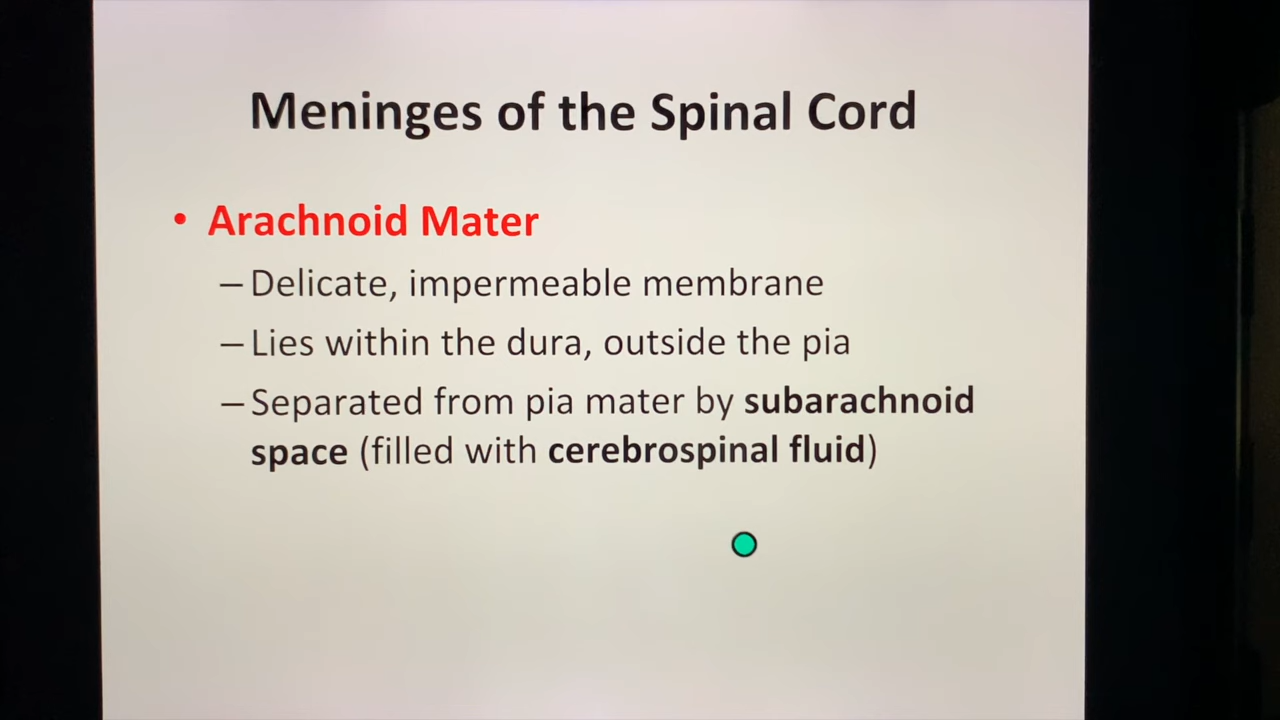 Meninges of the Spinal Cord
• Arachnoid Mater
– Delicate, impermeable membrane
– Lies within the dura, outside the pia
– Separated from pia mater by subarachnoid
space (filled with cerebrospinal fluid)